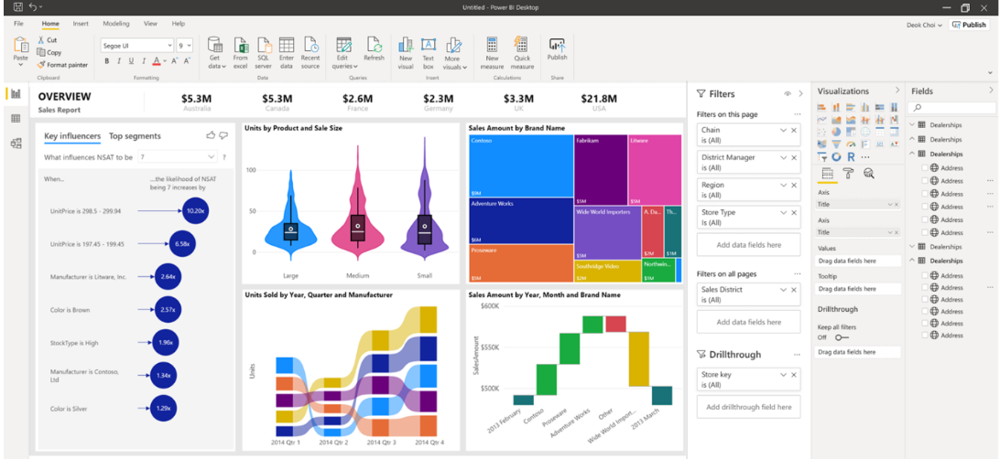 Untitled - Power BI Desktop
File Home Insert Modeling View Help
Deok Choi Publish
Paste
Cut
Copy
Format painter
Clipboard
Segoe UI 9
B I U A A A
Formatting
Get data
From excel
SQL server
Enter data
Recent source
Data
Edit queries
Refresh
Queries
New visual
Text box
More visuals
Insert
New measure
Quick measure
Calculations
Publish
Share
OVERVIEW
Sales Report
$5.3M
Australia
$5.3M
Canada
$2.6M
France
$2.3M
Germany
$3.3M
UK
$21.8M
USA
Key influencers Top segments
What influences NSAT to be 7 ?
When...
...the likelihood of NSAT
being 7 increases by
UnitPrice is 298.5 - 299.94 10.20x
UnitPrice is 197.45 - 199.45 6.58x
Manufacturer is Litware, Inc. 2.64x
Color is Brown 2.57x
StockType is High 1.96x
Manufacturer is Contoso,
Ltd 1.34x
Color is Silver 1.29x
Units by Product and Sale Size
100
50
0
Large Medium Small
Sales Amount by Brand Name
Contoso
$9M
Fabrikam
$5M
Litware
$5M
Adventure Works
$6M
Wide World Importers
$5M
A. Da...
$2M
Th...
$1M
Proseware
$5M
Southridge Video
$2M
Northwin...
$1M
Units Sold by Year, Quarter and Manufacturer
Units
2014 Qtr 1 2014 Qtr 2 2014 Qtr 3 2014 Qtr 4
Sales Amount by Year, Month and Brand Name
SalesAmount
$600K
$550K
$500K
2013 February
Contoso
Proseware
Adventure Works
Other
Wide World Import...
2013 March
Filters
Filters on this page
Chain
is (All)
District Manager
is (All)
Region
is (All)
Store Type
is (All)
Add data fields here
Filters on all pages
Sales District
is (All)
Add data fields here
Drillthrough
Store key
is (All)
Add drillthrough field here
Visualizations
R
Axis
Title
Axis
Title
Values
Drag data fields here
Tooltip
Drag data fields here
Drillthrough
Keep all filters
Off
Drag data fields here
Fields
Dealerships
Dealerships
Dealerships
Address
Address
Address
Address
Address
Address
Dealerships
Dealerships
Address
Address
Address
Address
Address
Address